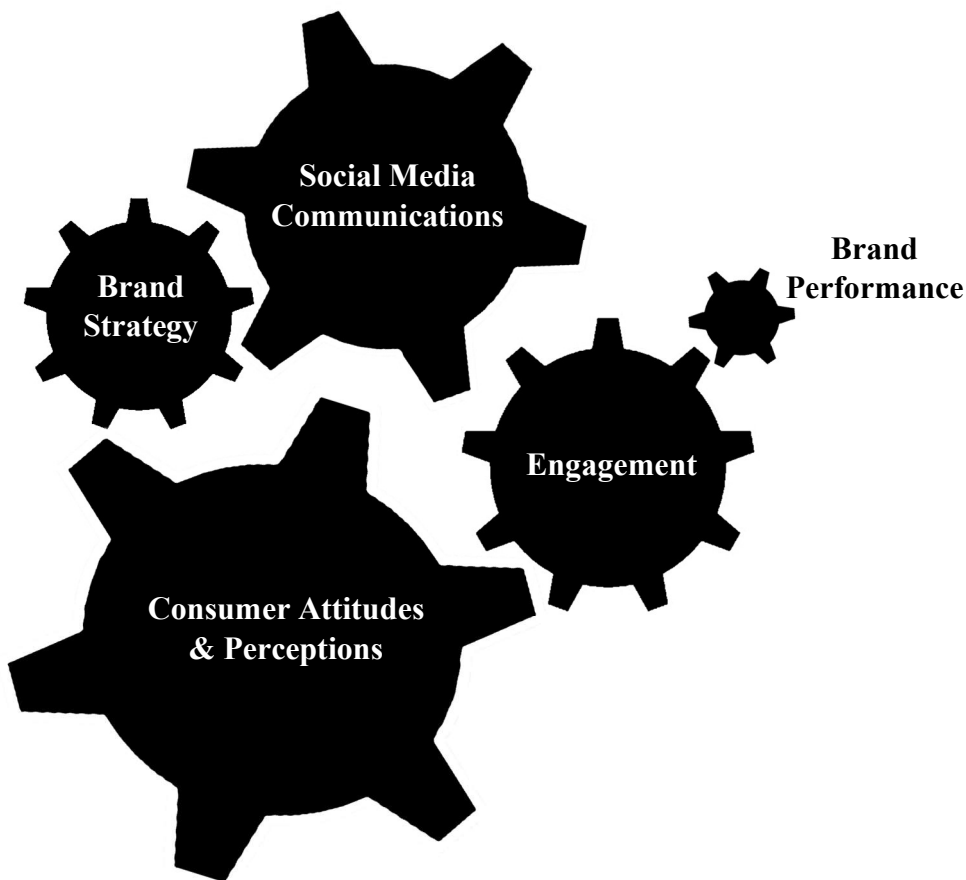 Social Media
Communications
Brand
Strategy
Brand
Performance
Engagement
Consumer Attitudes
& Perceptions